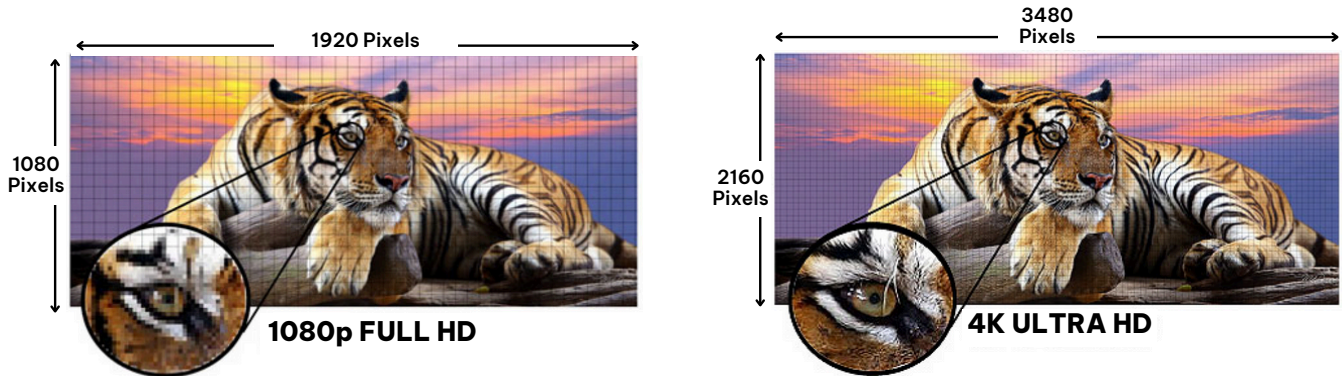 1920 Pixels
1080
Pixels
1080p FULL HD
3480
Pixels
2160
Pixels
4K ULTRA HD